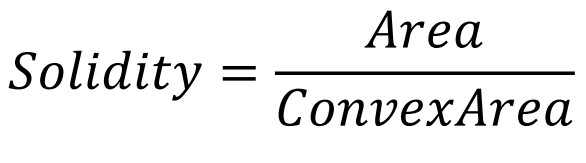 Solidity = Area / ConvexArea